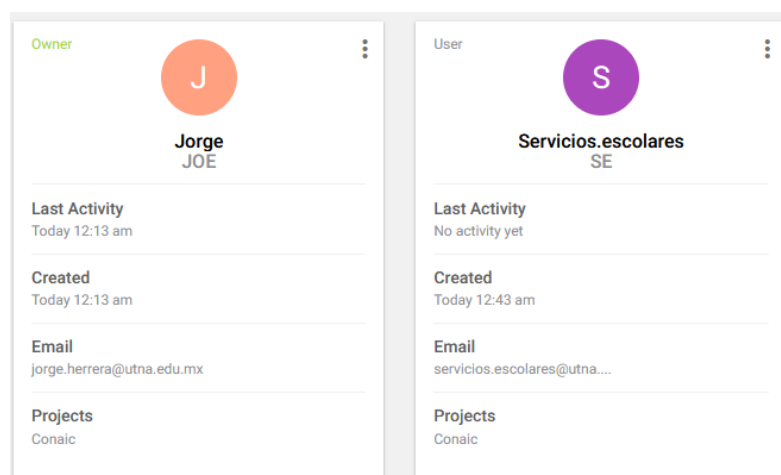 Owner
J
Jorge
JOE
Last Activity
Today 12:13 am
Created
Today 12:13 am
Email
jorge.herrera@utna.edu.mx
Projects
Conaic
User
S
Servicios.escolares
SE
Last Activity
No activity yet
Created
Today 12:43 am
Email
servicios.escolares@utna....
Projects
Conaic